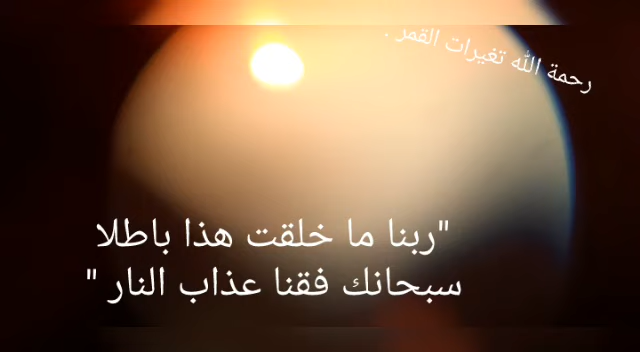 رحمة الله تغيرات القمر .
"ربنا ما خلقت هذا باطلا
سبحانك فقنا عذاب النار "